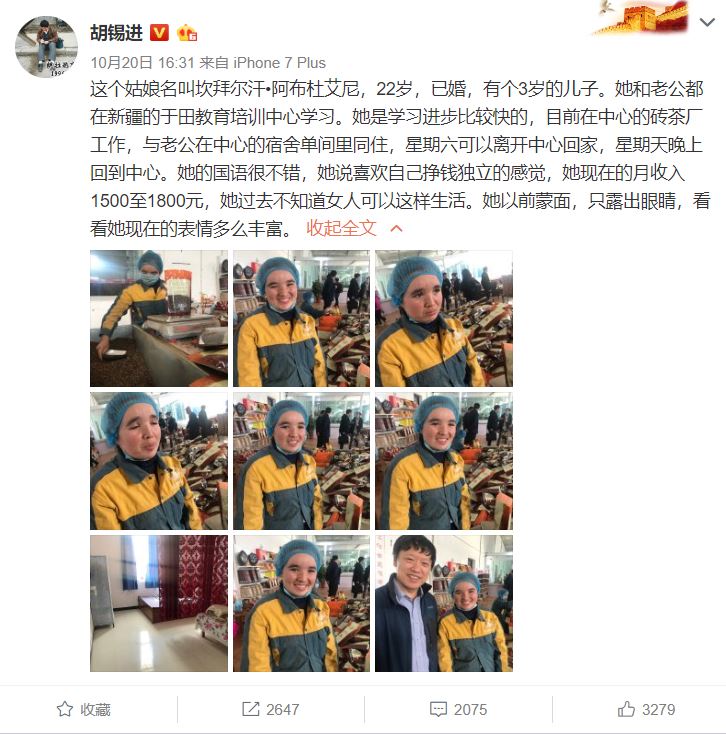 胡锡进
10月20日 16:31 来自 iPhone 7 Plus
这个姑娘名叫坎拜尔汗•阿布杜艾尼，22岁，已婚，有个3岁的儿子。她和老公都
在新疆的于田教育培训中心学习。她是学习进步比较快的，目前在中心的砖茶厂
工作，与老公在中心的宿舍单间里同住，星期六可以离开中心回家，星期天晚上
回到中心。她的国语很不错，她说喜欢自己挣钱独立的感觉，她现在的月收入
1500至1800元，她过去不知道女人可以这样生活。她以前蒙面，只露出眼睛，看
看她现在的表情多么丰富。 收起全文
收藏
2647
2075
3279